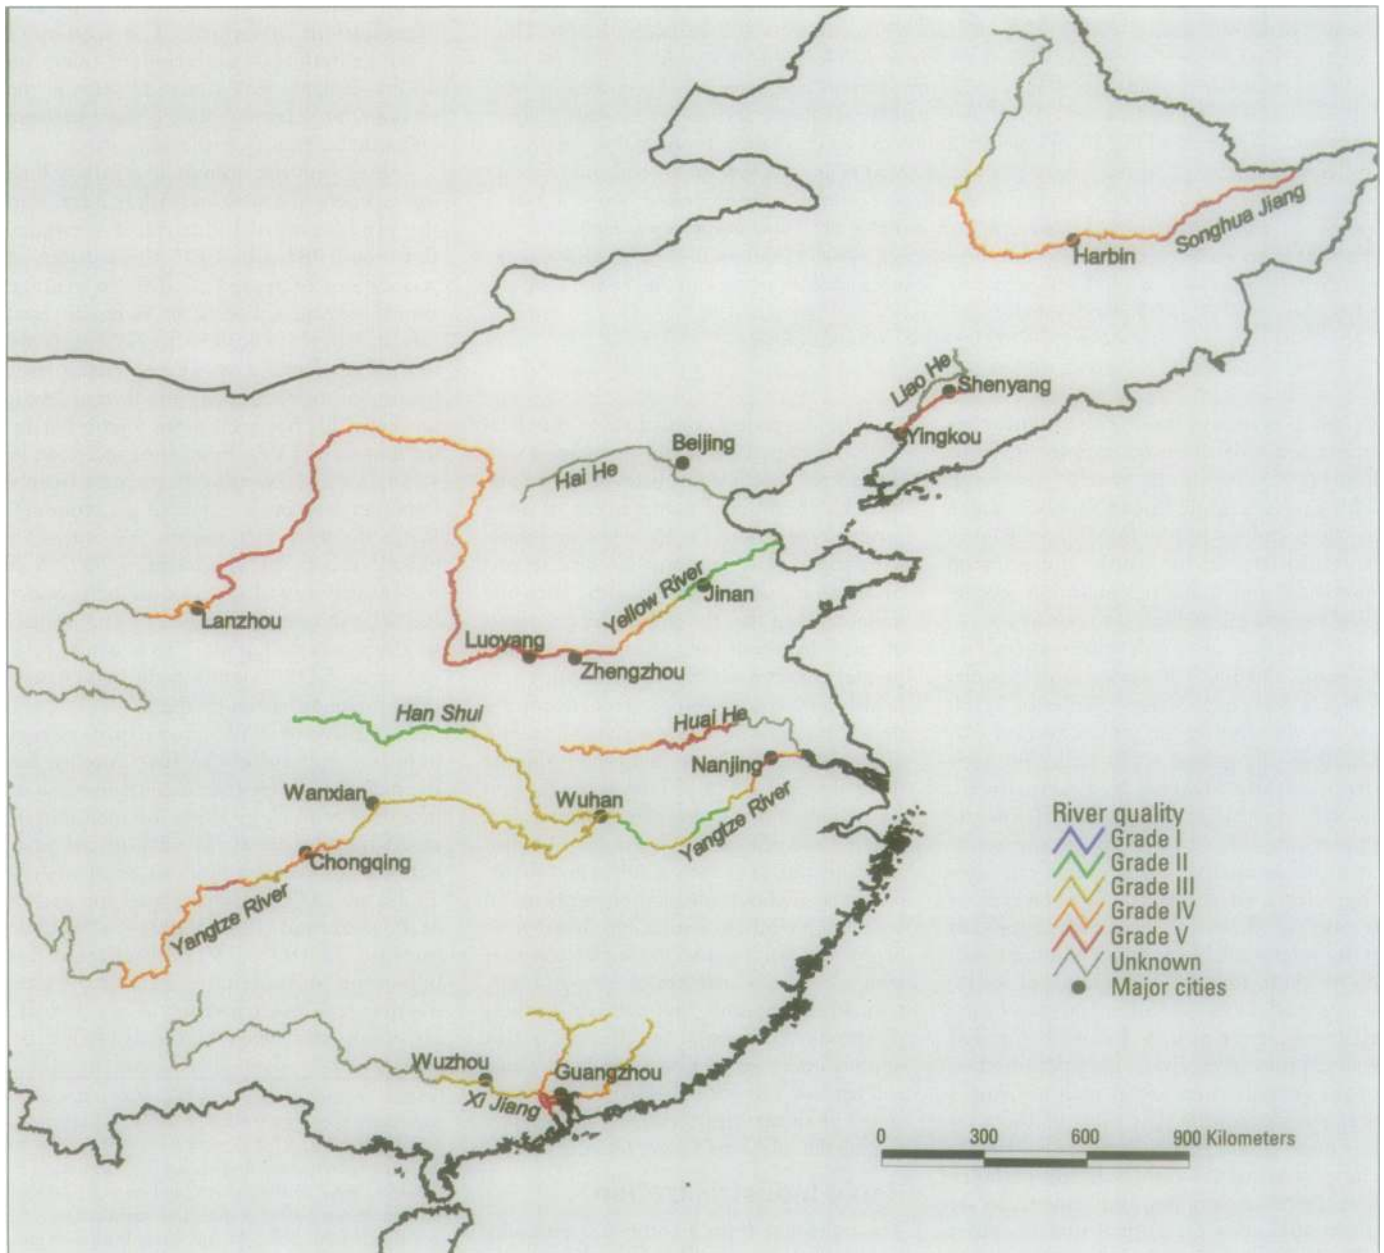 Songhua Jiang
Harbin
Liao He
Shenyang
Yingkou
Beijing
Hai He
Yellow River
Jinan
Lanzhou
Luoyang
Zhengzhou
Han Shui
Huai He
Nanjing
Wanxian
Wuhan
Yangtze River
Chongqing
Yangtze River
River quality
Grade I
Grade II
Grade III
Grade IV
Grade V
Unknown
Major cities
Wuzhou
Guangzhou
Xi Jiang
0 300 600 900 Kilometers